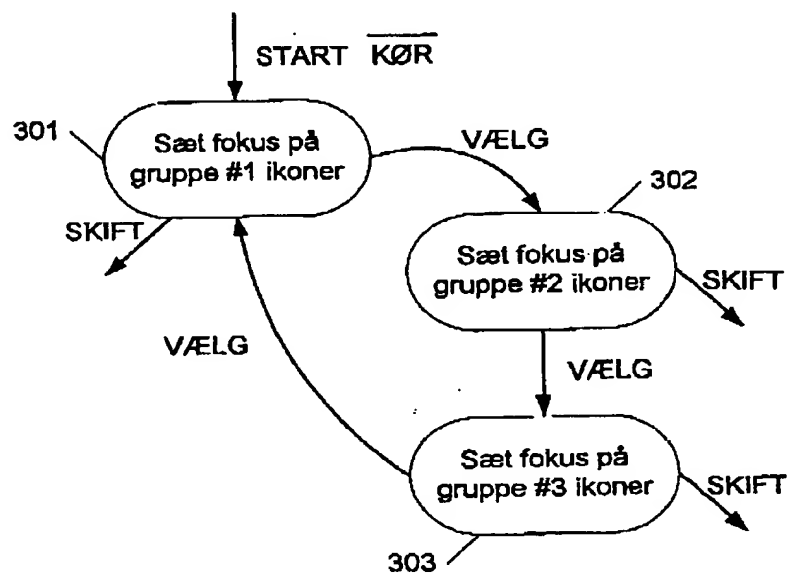 START K̅Ø̅R̅
301
Sæt fokus på
gruppe #1 ikoner
VÆLG
302
SKIFT
Sæt fokus på
gruppe #2 ikoner
SKIFT
VÆLG
VÆLG
Sæt fokus på
gruppe #3 ikoner
SKIFT
303